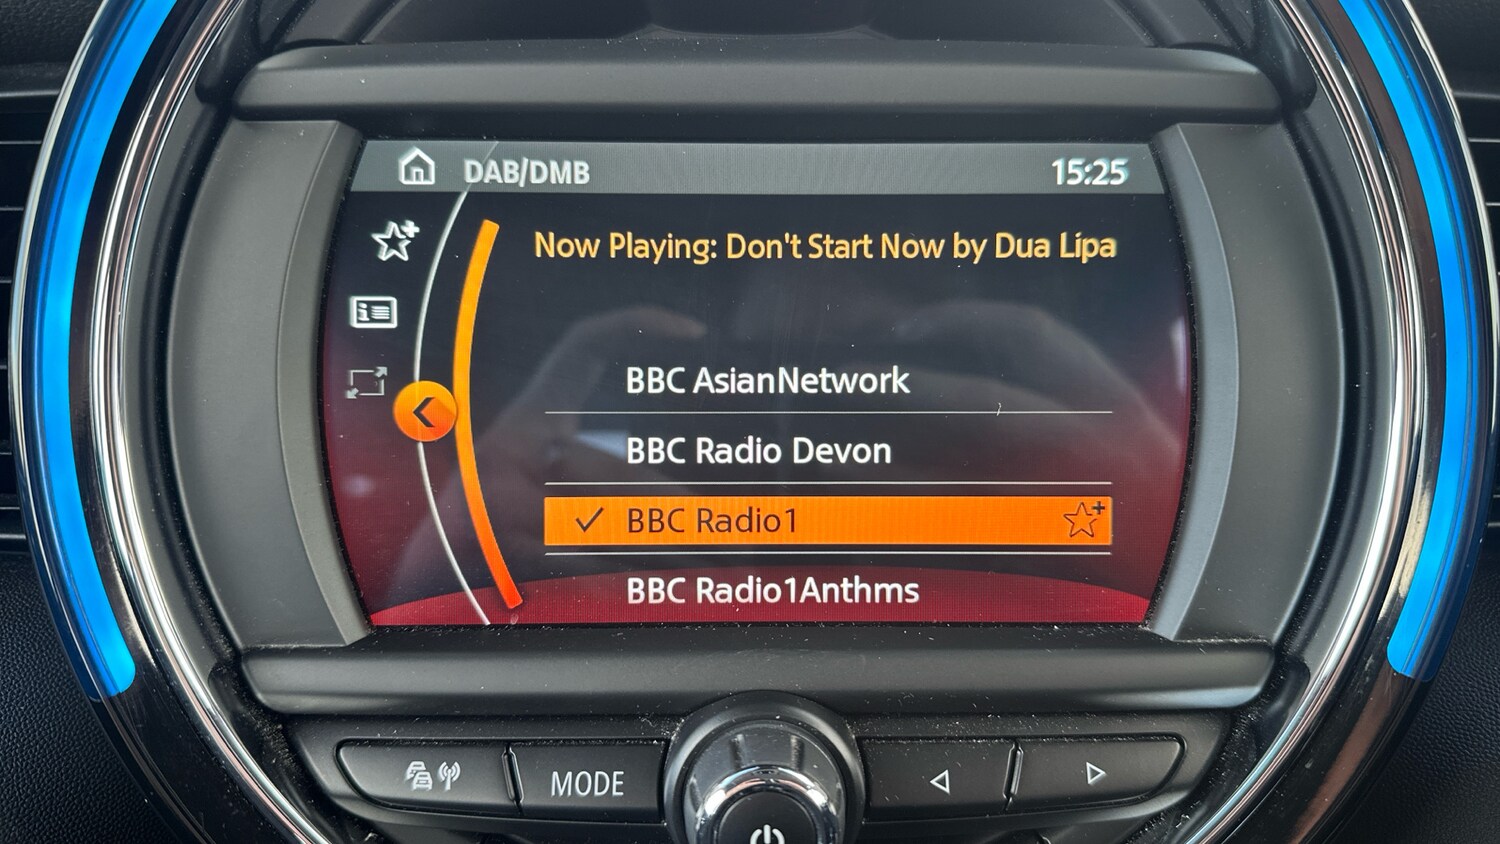 DAB/DMB 15:25
Now Playing: Don't Start Now by Dua Lipa
BBC AsianNetwork
BBC Radio Devon
BBC Radio1
BBC Radio1Anthms
MODE